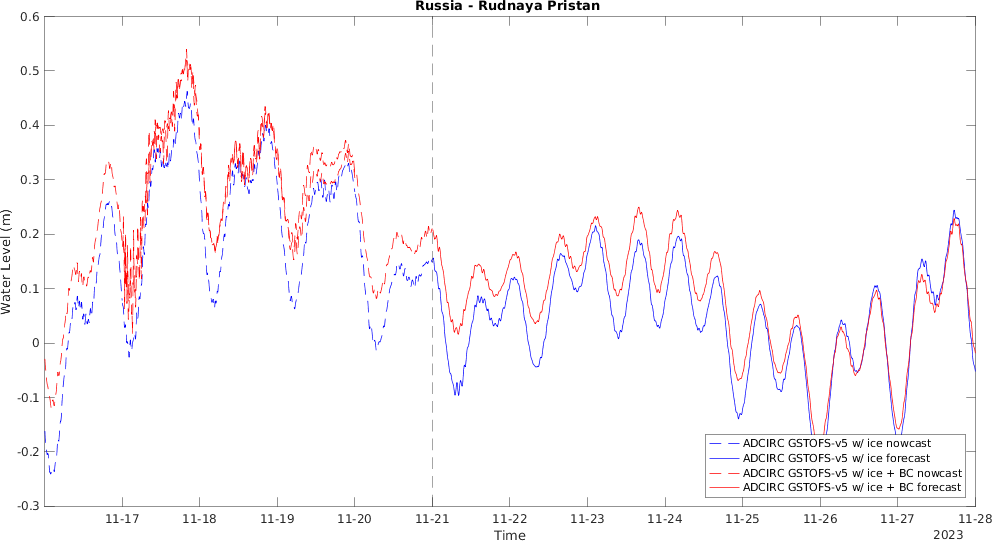 Russia - Rudnaya Pristan
0.6
0.5
0.4
0.3
0.2
0.1
0
-0.1
-0.2
-0.3
Water Level (m)
ADCIRC GSTOFS-v5 w/ ice nowcast
ADCIRC GSTOFS-v5 w/ ice forecast
ADCIRC GSTOFS-v5 w/ ice + BC nowcast
ADCIRC GSTOFS-v5 w/ ice + BC forecast
11-17 11-18 11-19 11-20 11-21 11-22 11-23 11-24 11-25 11-26 11-27 11-28
Time
2023